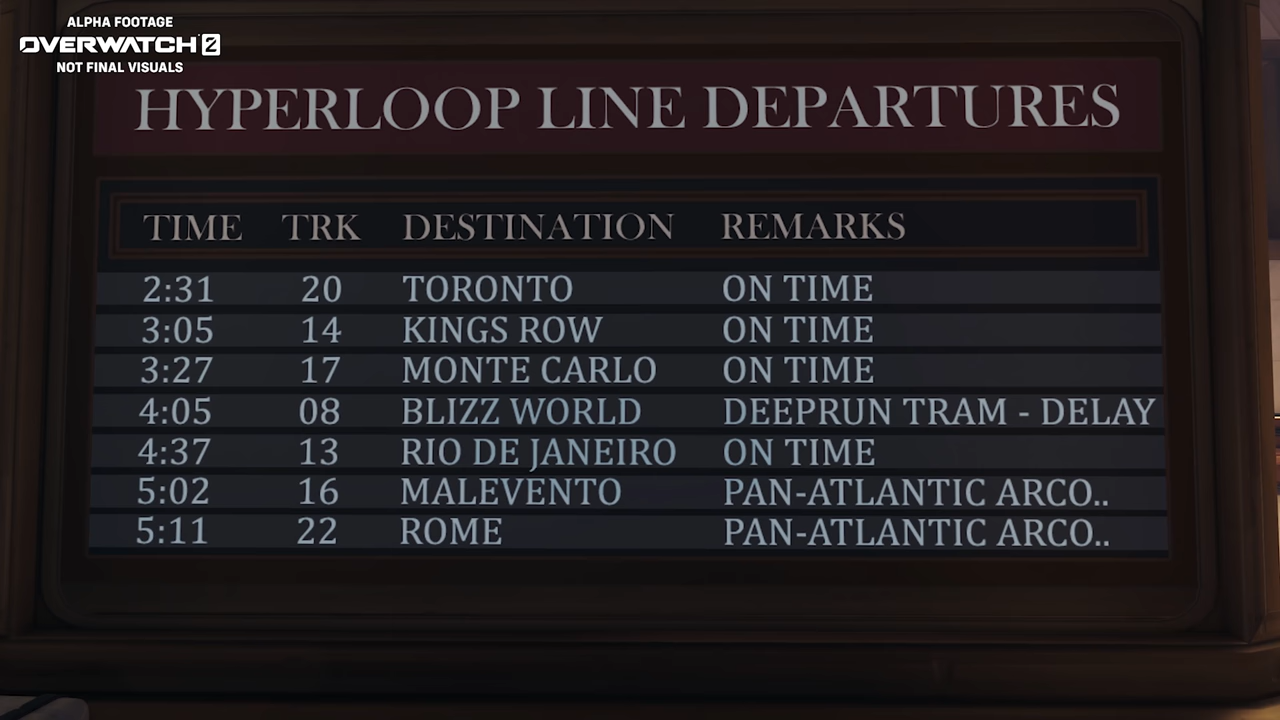 ALPHA FOOTAGE
OVERWATCH 2
NOT FINAL VISUALS
HYPERLOOP LINE DEPARTURES
TIME TRK DESTINATION REMARKS
2:31 20 TORONTO ON TIME
3:05 14 KINGS ROW ON TIME
3:27 17 MONTE CARLO ON TIME
4:05 08 BLIZZ WORLD DEEPRUN TRAM - DELAY
4:37 13 RIO DE JANEIRO ON TIME
5:02 16 MALEVENTO PAN-ATLANTIC ARCO..
5:11 22 ROME PAN-ATLANTIC ARCO..